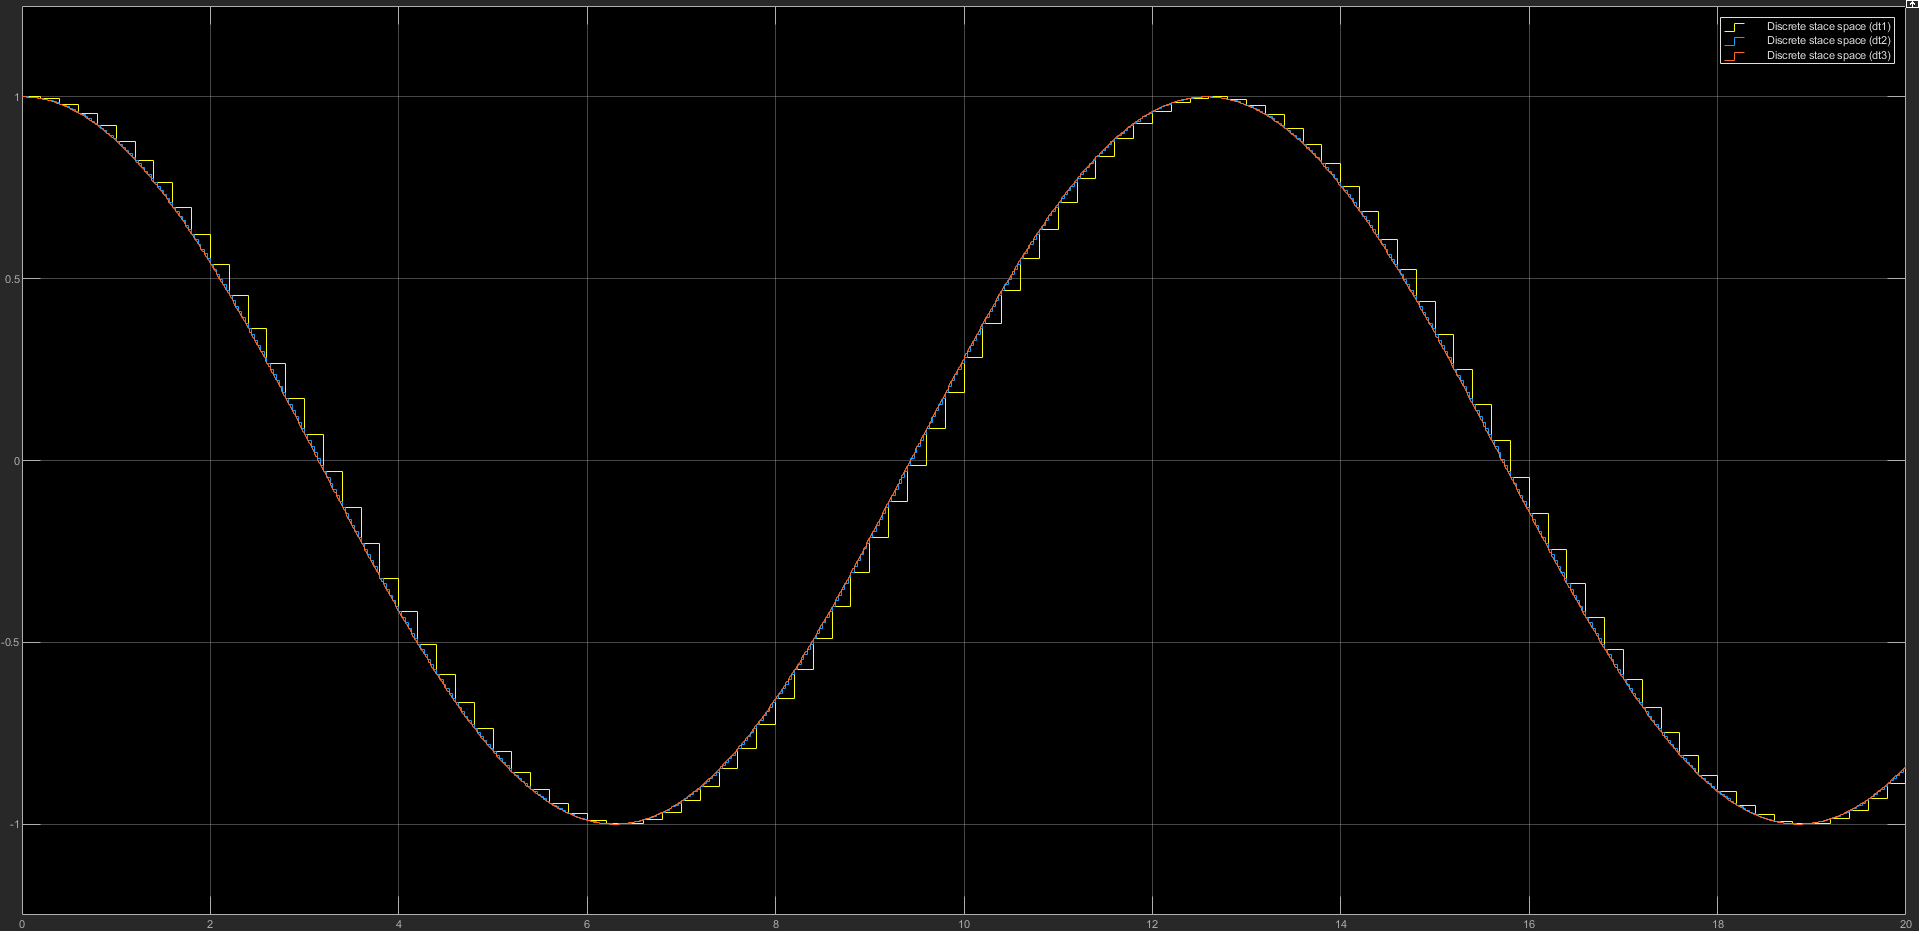 Discrete stace space (dt1)
Discrete stace space (dt2)
Discrete stace space (dt3)
1
0.5
0
-0.5
-1
0 2 4 6 8 10 12 14 16 18 20